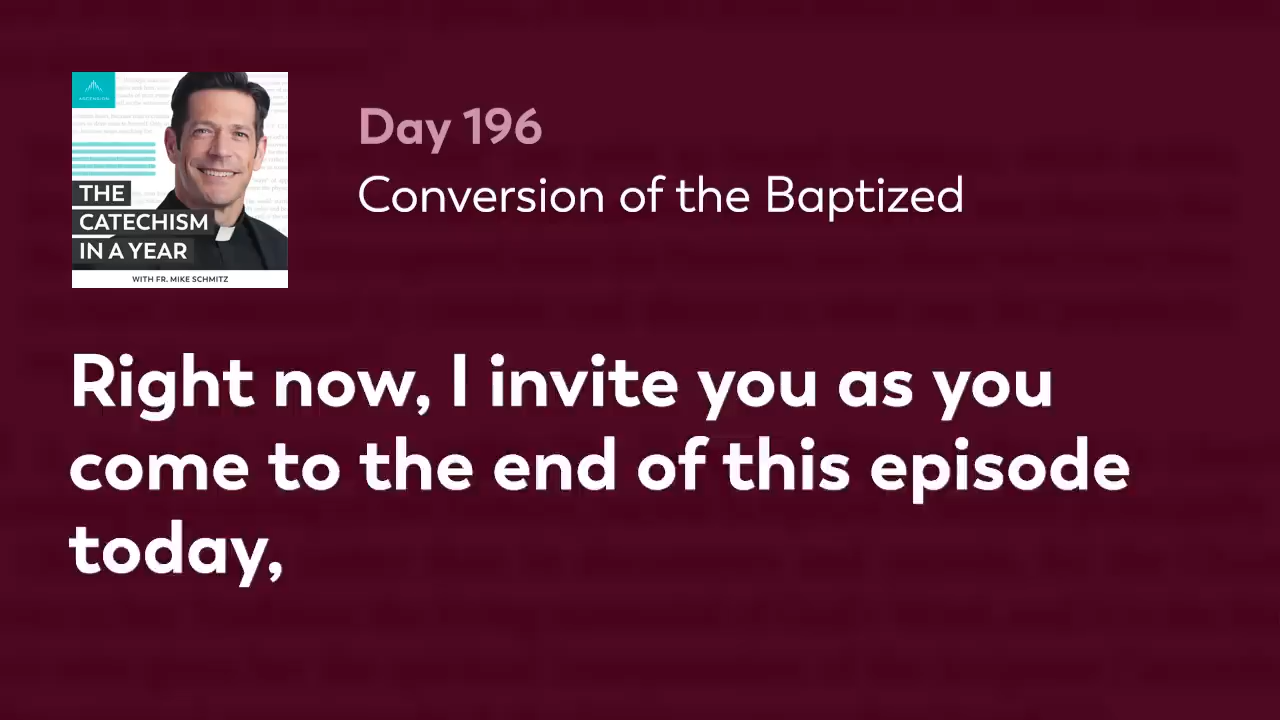 ASCENSION
THE
CATECHISM
IN A YEAR
WITH FR. MIKE SCHMITZ
Day 196
Conversion of the Baptized
Right now, I invite you as you
come to the end of this episode
today,